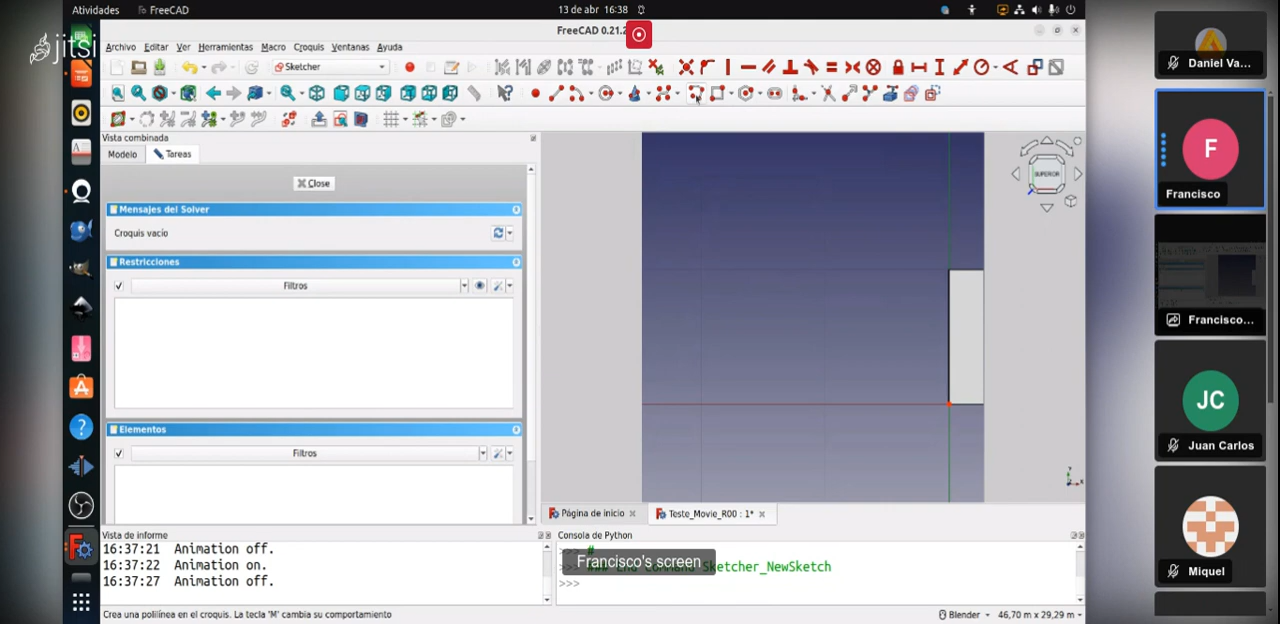 Atividades
FreeCAD
13 de abr 16:38
jitsi
FreeCAD 0.21.2
Archivo Editar Ver Herramientas Macro Croquis Ventanas Ayuda
Sketcher
Vista combinada
Modelo Tareas
Close
Mensajes del Solver
Croquis vacío
Restricciones
Filtros
Elementos
Filtros
SUPERIOR
Página de inicio
Teste_Movie_R00 : 1*
Vista de informe
16:37:21 Animation off.
16:37:22 Animation on.
16:37:27 Animation off.
Consola de Python
>>> #
>>> ### End command Sketcher_NewSketch
>>>
Francisco's screen
Crea una polilínea en el croquis. La tecla 'M' cambia su comportamiento
Blender
46,70 m x 29,29 m
Daniel Va...
F
Francisco
Francisco...
JC
Juan Carlos
Miquel